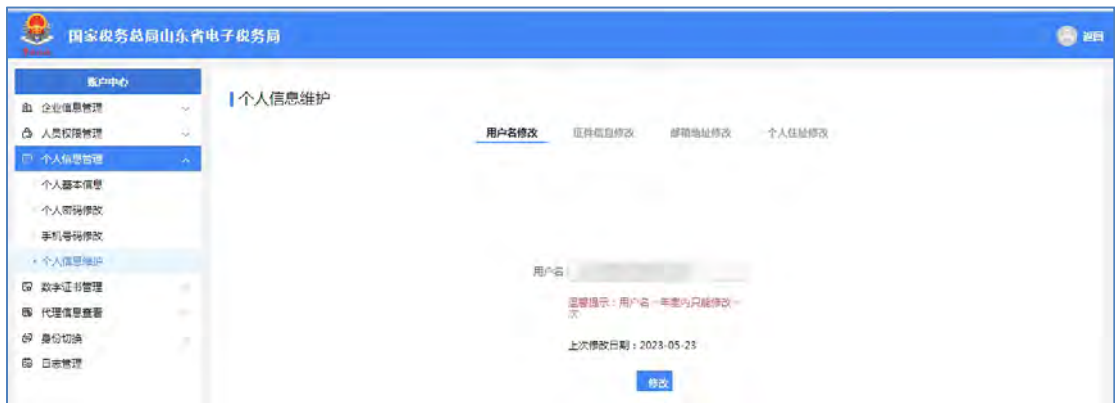 国家税务总局山东省电子税务局
返回
账户中心
企业信息管理
人员权限管理
个人信息管理
个人基本信息
个人密码修改
手机号码修改
个人信息维护
数字证书管理
代理信息查看
身份切换
日志管理
个人信息维护
用户名修改 证件信息修改 邮箱地址修改 个人住址修改
用户名
温馨提示：用户名一年度内只能修改一
次
上次修改日期：2023-05-23
修改